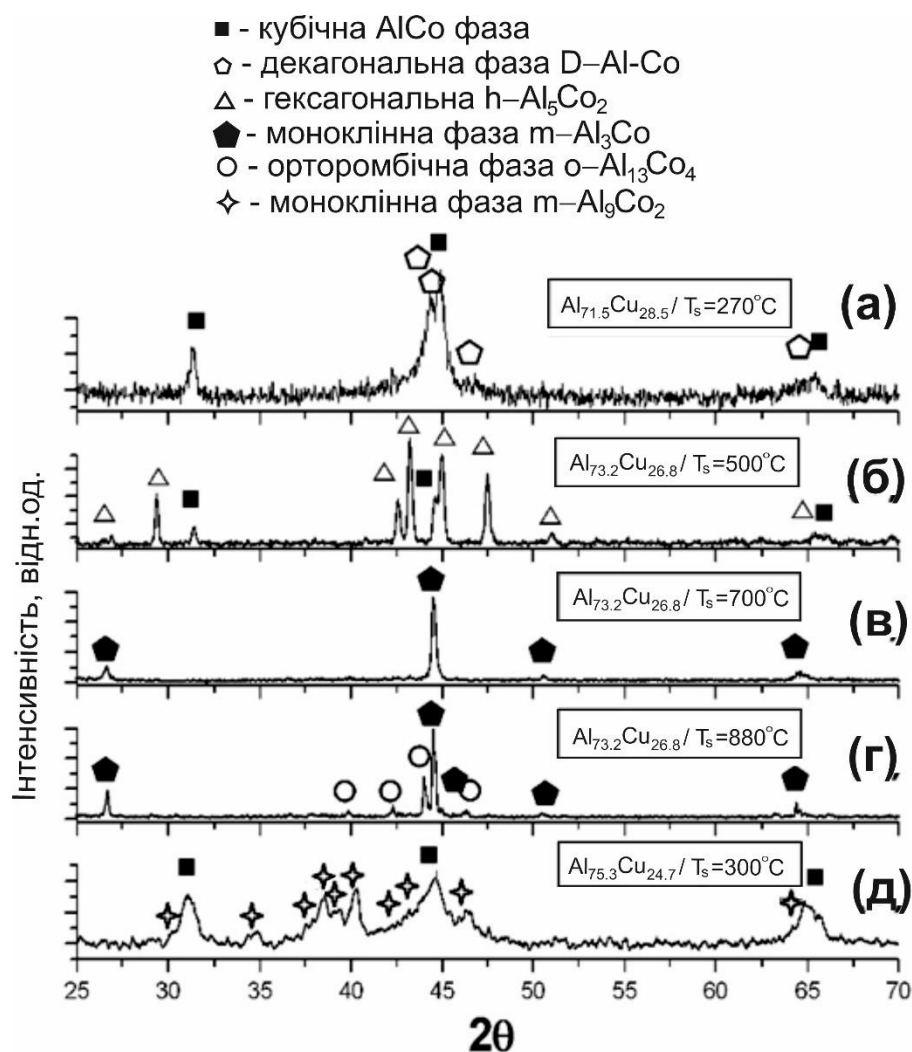 ■ - кубічна AlCo фаза
⬠ - декагональна фаза D–Al-Co
△ - гексагональна h–Al₅Co₂
⬟ - моноклінна фаза m–Al₃Co
○ - орторомбічна фаза o–Al₁₃Co₄
✧ - моноклінна фаза m–Al₉Co₂
Al₇₁.₅Cu₂₈.₅/ Tₛ=270°C
(а)
Al₇₃.₂Cu₂₆.₈/ Tₛ=500°C
(б)
Al₇₃.₂Cu₂₆.₈/ Tₛ=700°C
(в)
Al₇₃.₂Cu₂₆.₈/ Tₛ=880°C
(г)
Al₇₅.₃Cu₂₄.₇/ Tₛ=300°C
(д)
Інтенсивність, відн.од.
25 30 35 40 45 50 55 60 65 70
2θ